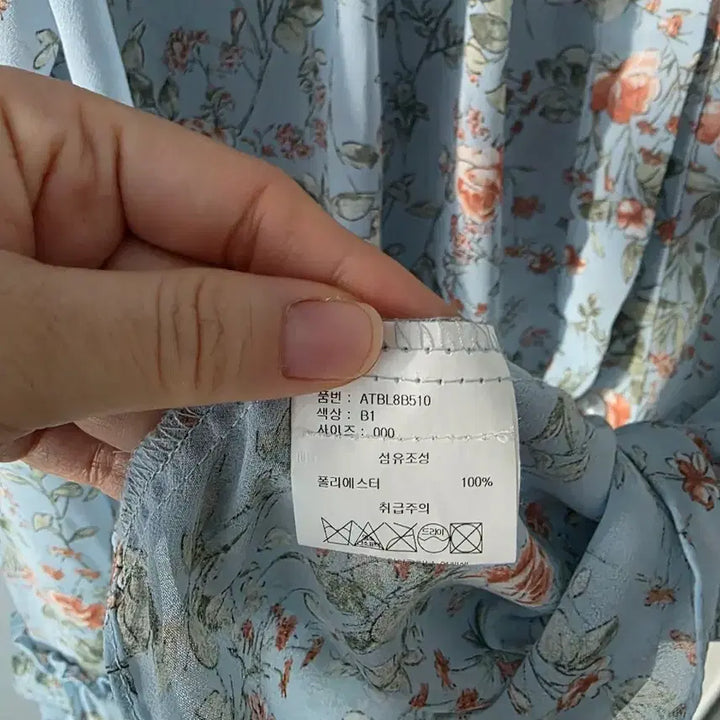 품번 : ATBL8B510
색상 : B1
사이즈 : 000
섬유조성
폴리에스터 100%
취급주의
드라이